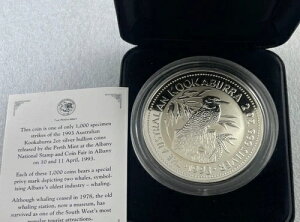 This coin is one of only 1,000 specimen
strikes of the 1993 Australian
Kookaburra 2oz silver bullion coins
released by the Perth Mint at the Albany
National Stamp and Coin Fair in Albany
on 10 and 11 April, 1993.
Each of these 1,000 coins bears a special
privy mark depicting two whales, symbol-
ising Albany's oldest industry – whaling.
Although whaling ceased in 1978, the old
whaling station, now a museum, has
survived as one of the South West's most
AUSTRALIAN KOOKABURRA 2